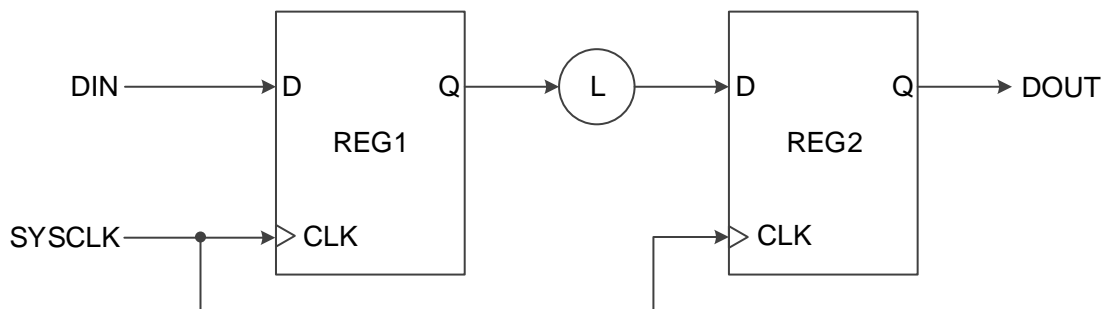 DIN
D
Q
L
D
Q
DOUT
REG1
REG2
SYSCLK
CLK
CLK